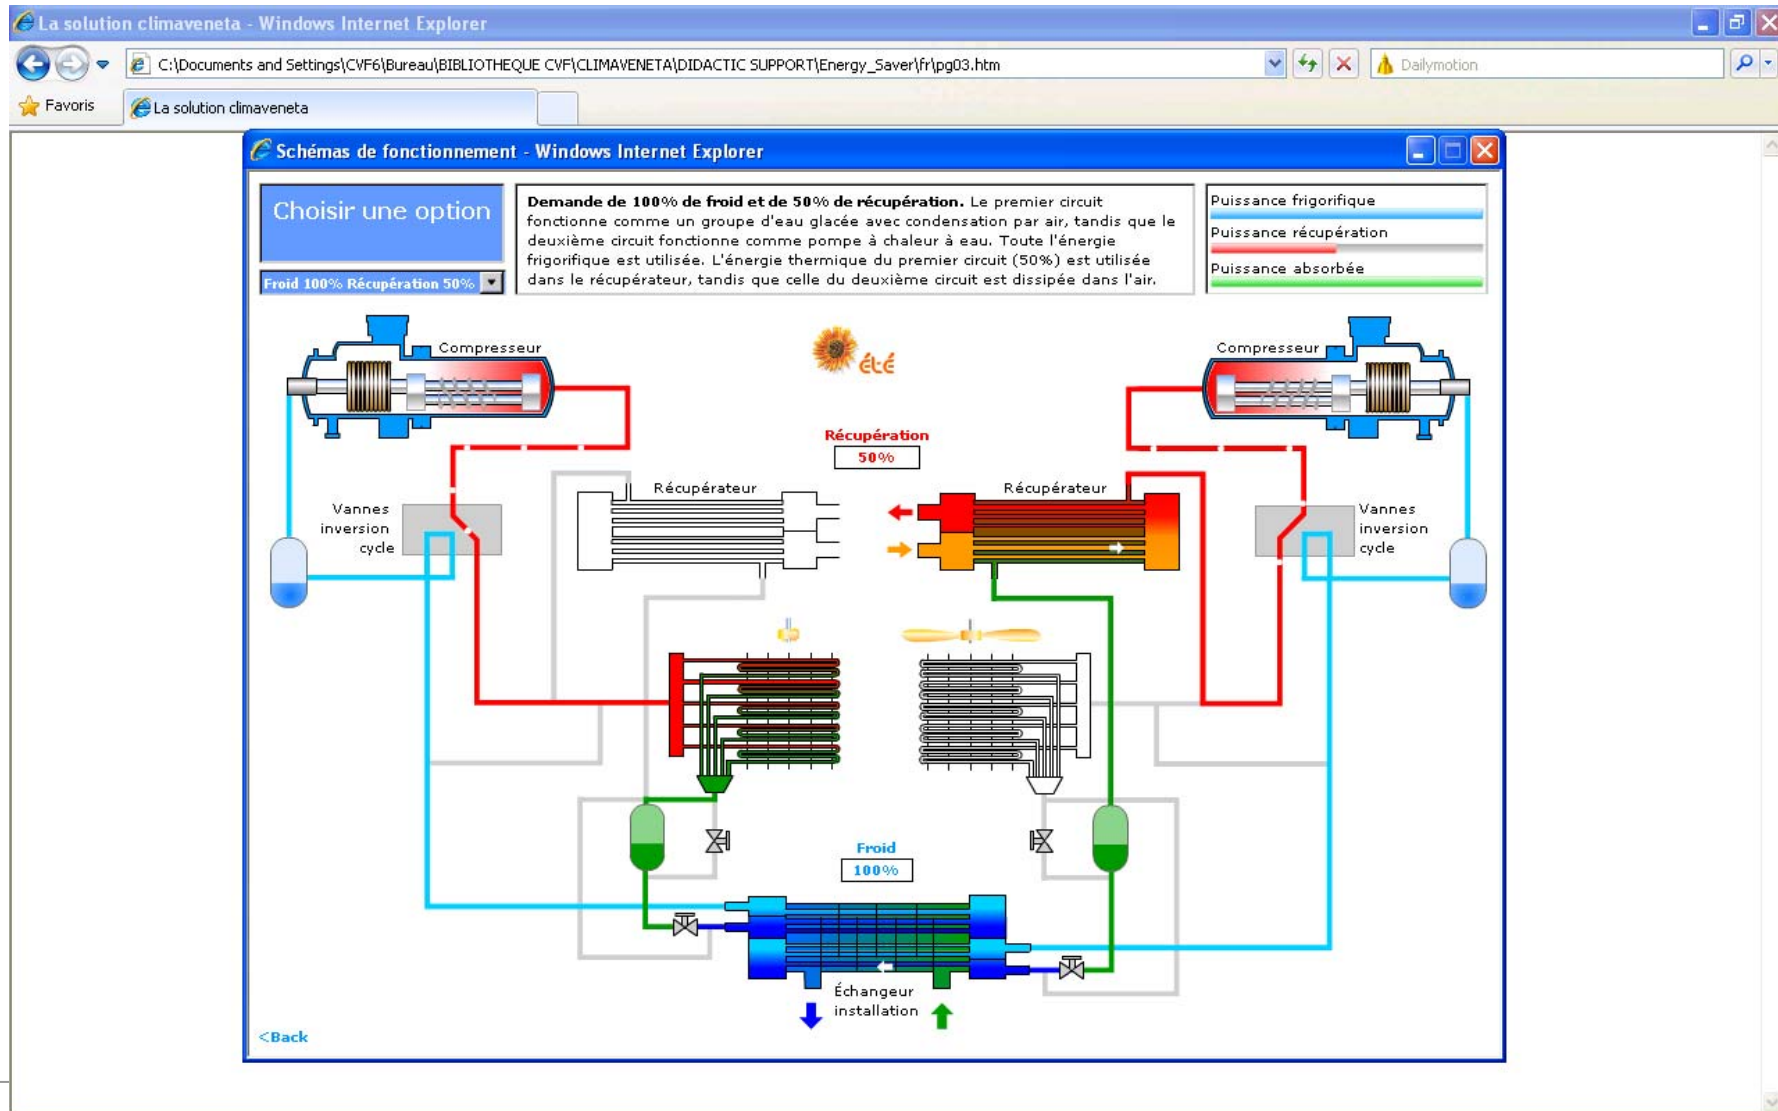 La solution climaveneta - Windows Internet Explorer
C:\Documents and Settings\CVF6\Bureau\BIBLIOTHEQUE CVF\CLIMAVENETA\DIDACTIC SUPPORT\Energy_Saver\fr\pg03.htm
Dailymotion
Favoris
La solution climaveneta
Schémas de fonctionnement - Windows Internet Explorer
Choisir une option
Froid 100% Récupération 50%
Demande de 100% de froid et de 50% de récupération. Le premier circuit
fonctionne comme un groupe d'eau glacée avec condensation par air, tandis que le
deuxième circuit fonctionne comme pompe à chaleur à eau. Toute l'énergie
frigorifique est utilisée. L'énergie thermique du premier circuit (50%) est utilisée
dans le récupérateur, tandis que celle du deuxième circuit est dissipée dans l'air.
Puissance frigorifique
Puissance récupération
Puissance absorbée
Compresseur
été
Compresseur
Récupération
50%
Récupérateur
Récupérateur
Vannes
inversion
cycle
Vannes
inversion
cycle
Froid
100%
Échangeur
installation
<Back